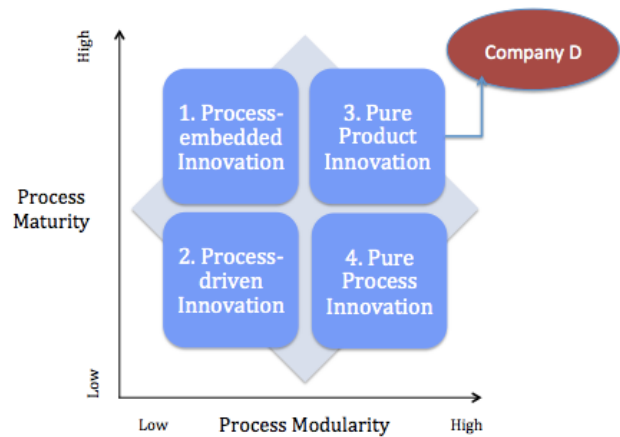 High
Company D
1. Process-
embedded
Innovation
3. Pure
Product
Innovation
Process
Maturity
2. Process-
driven
Innovation
4. Pure
Process
Innovation
Low
Low
Process Modularity
High